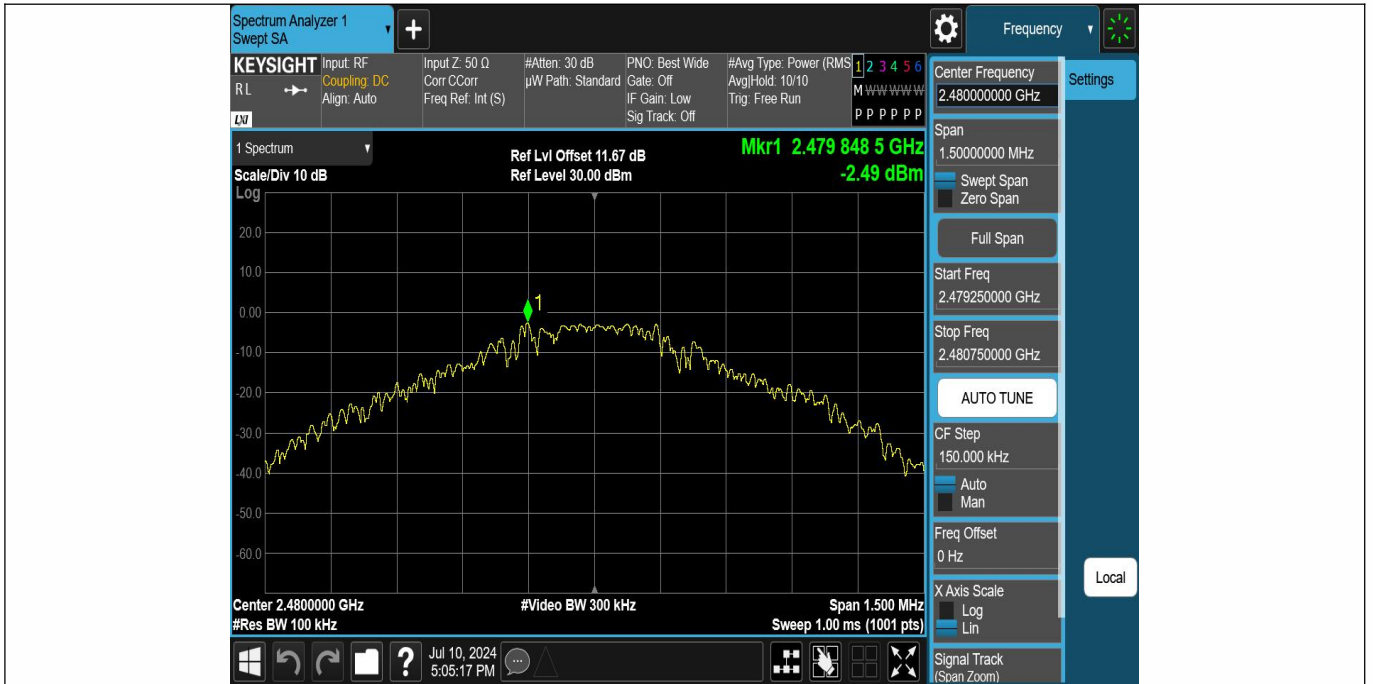 Spectrum Analyzer 1
Swept SA
Frequency
KEYSIGHT
R L
LXI
Input: RF
Coupling: DC
Align: Auto
Input Z: 50 Ω
Corr CCorr
Freq Ref: Int (S)
#Atten: 30 dB
µW Path: Standard
PNO: Best Wide
Gate: Off
IF Gain: Low
Sig Track: Off
#Avg Type: Power (RMS
Avg|Hold: 10/10
Trig: Free Run
1 2 3 4 5 6
M W W W W W
P P P P P P
1 Spectrum
Scale/Div 10 dB
Log
Ref Lvl Offset 11.67 dB
Ref Level 30.00 dBm
Mkr1 2.479 848 5 GHz
-2.49 dBm
20.0
10.0
0.00
-10.0
-20.0
-30.0
-40.0
-50.0
-60.0
1
Center 2.4800000 GHz
#Res BW 100 kHz
#Video BW 300 kHz
Span 1.500 MHz
Sweep 1.00 ms (1001 pts)
?
Jul 10, 2024
5:05:17 PM
Center Frequency
2.480000000 GHz
Settings
Span
1.50000000 MHz
Swept Span
Zero Span
Full Span
Start Freq
2.479250000 GHz
Stop Freq
2.480750000 GHz
AUTO TUNE
CF Step
150.000 kHz
Auto
Man
Freq Offset
0 Hz
X Axis Scale
Log
Lin
Local
Signal Track
(Span Zoom)